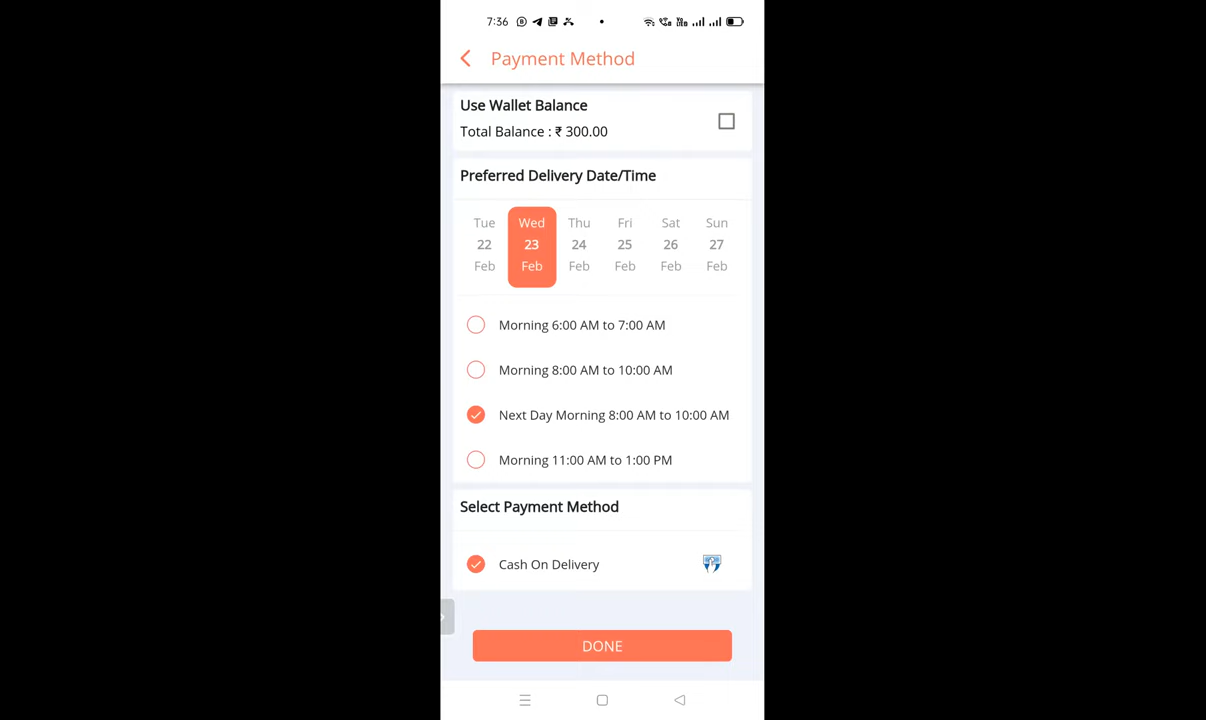 7:36
Payment Method
Use Wallet Balance
Total Balance : ₹ 300.00
Preferred Delivery Date/Time
Tue Wed Thu Fri Sat Sun
22 23 24 25 26 27
Feb Feb Feb Feb Feb Feb
Morning 6:00 AM to 7:00 AM
Morning 8:00 AM to 10:00 AM
Next Day Morning 8:00 AM to 10:00 AM
Morning 11:00 AM to 1:00 PM
Select Payment Method
Cash On Delivery
DONE